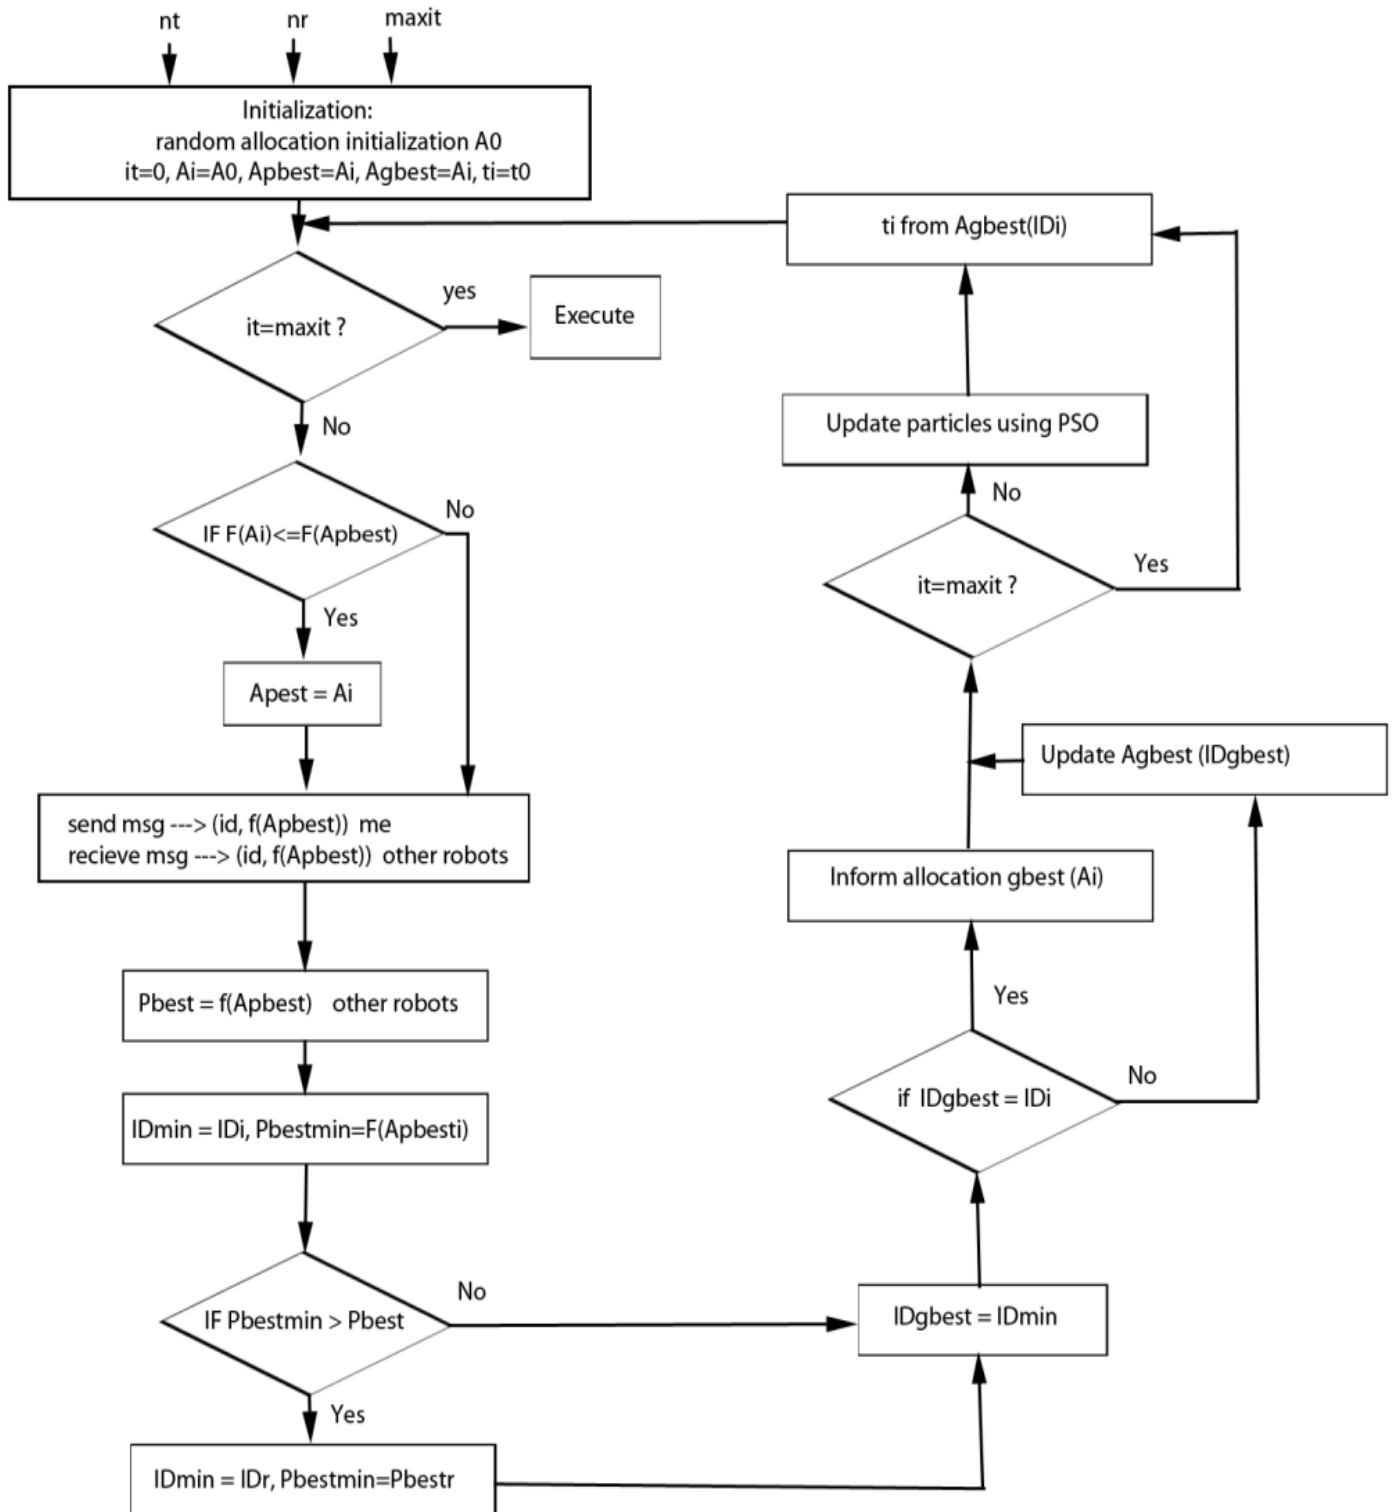 nt
nr
maxit
Initialization:
random allocation initialization A0
it=0, Ai=A0, Apbest=Ai, Agbest=Ai, ti=t0
it=maxit ?
yes
Execute
No
IF F(Ai)<=F(Apbest)
No
Yes
Apest = Ai
send msg ---> (id, f(Apbest)) me
recieve msg ---> (id, f(Apbest)) other robots
Pbest = f(Apbest) other robots
IDmin = IDi, Pbestmin=F(Apbesti)
IF Pbestmin > Pbest
No
Yes
IDmin = IDr, Pbestmin=Pbestr
IDgbest = IDmin
if IDgbest = IDi
No
Yes
Inform allocation gbest (Ai)
Update Agbest (IDgbest)
it=maxit ?
Yes
No
Update particles using PSO
ti from Agbest(IDi)